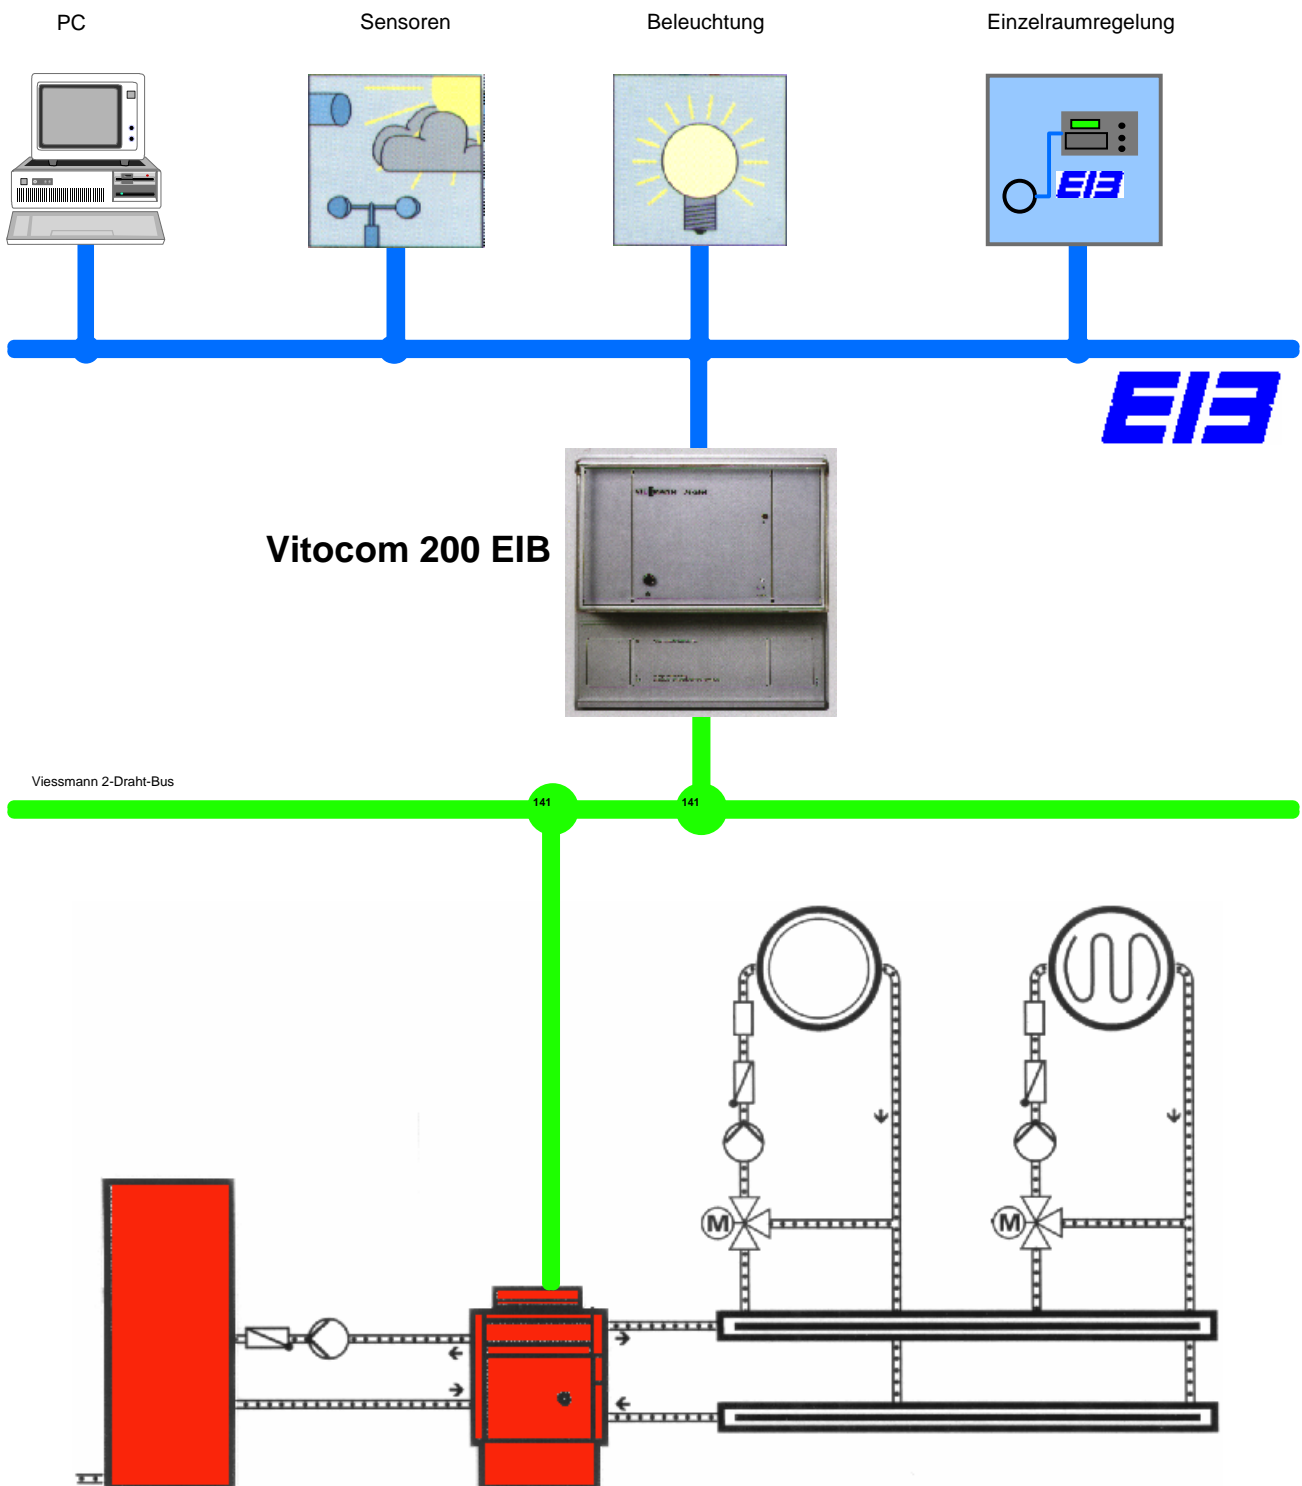 PC
Sensoren
Beleuchtung
Einzelraumregelung
EIB
EIB
Vitocom 200 EIB
Viessmann 2-Draht-Bus
141
141
M
M